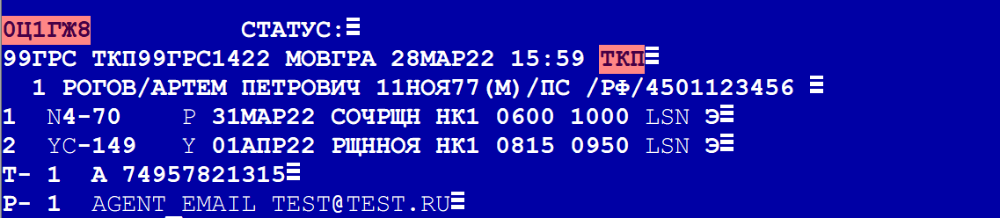 0Ц1ГЖ8 СТАТУС:
99ГРС ТКП99ГРС1422 МОВГРА 28МАР22 15:59 ТКП
1 РОГОВ/АРТЕМ ПЕТРОВИЧ 11НОЯ77(М)/ПС /РФ/4501123456
1 N4-70 P 31МАР22 СОЧРЩН НК1 0600 1000 LSN Э
2 YC-149 Y 01АПР22 РЩННОЯ НК1 0815 0950 LSN Э
Т- 1 А 74957821315
Р- 1 AGENT_EMAIL TEST@TEST.RU